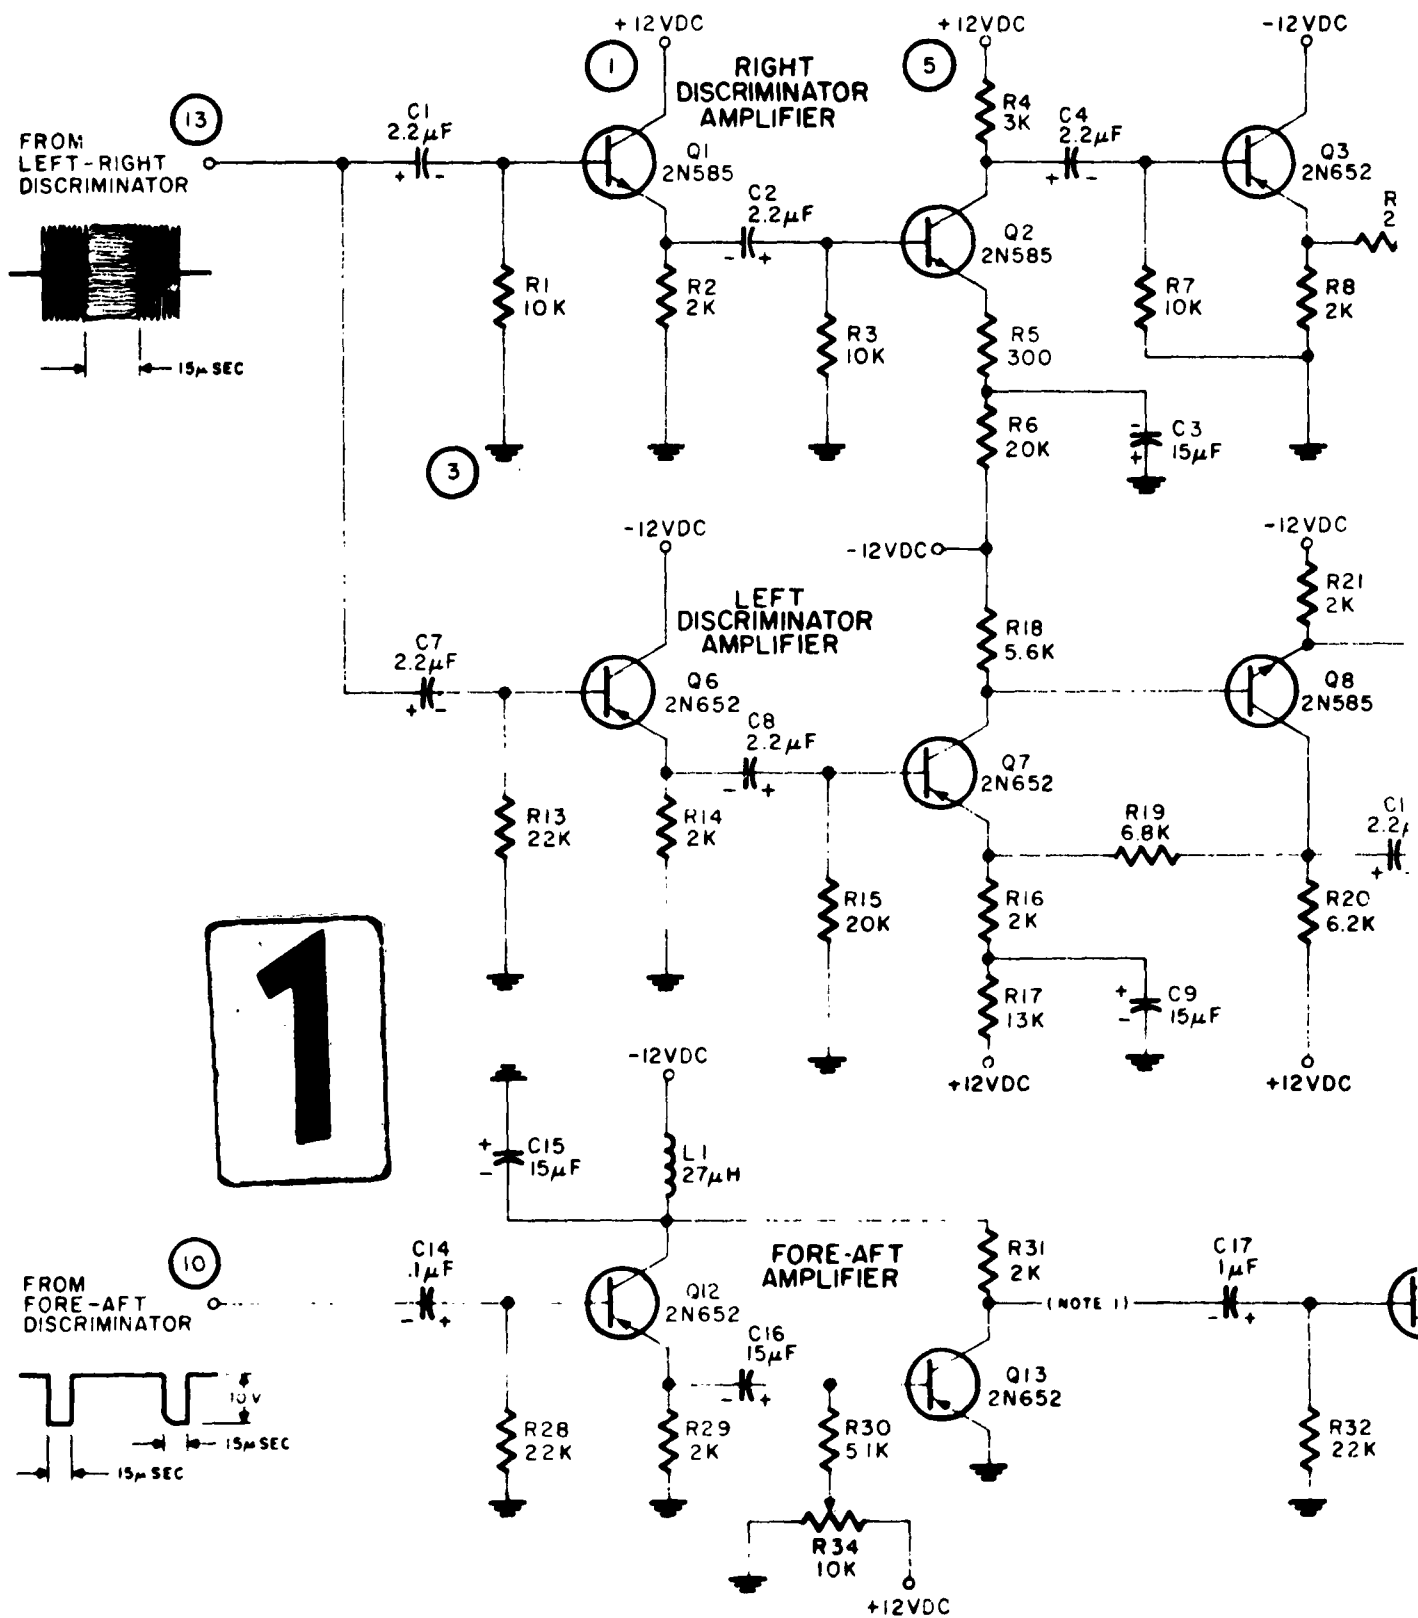 +12VDC
+12VDC
-12VDC
1
5
RIGHT
DISCRIMINATOR
AMPLIFIER
13
FROM
LEFT-RIGHT
DISCRIMINATOR
C1
2.2µF
+ -
Q1
2N585
R4
3K
C4
2.2µF
+ -
Q3
2N652
C2
2.2µF
- +
Q2
2N585
R
2
R1
10K
R2
2K
R3
10K
R5
300
R7
10K
R8
2K
15µSEC
R6
20K
-
C3
15µF
+
3
-12VDC
-12VDC
-12VDC
LEFT
DISCRIMINATOR
AMPLIFIER
R18
5.6K
R21
2K
C7
2.2µF
+ -
Q6
2N652
Q8
2N585
C8
2.2µF
- +
Q7
2N652
R13
22K
R14
2K
R19
6.8K
C1
2.2µ
+ -
R15
20K
R16
2K
R20
6.2K
R17
13K
+
C9
15µF
-
1
-12VDC
+12VDC
+12VDC
+
C15
15µF
-
L1
27µH
10
FROM
FORE-AFT
DISCRIMINATOR
C14
.1µF
- +
Q12
2N652
FORE-AFT
AMPLIFIER
R31
2K
(NOTE 1)
C17
1µF
- +
C16
15µF
- +
Q13
2N652
10V
15µSEC
15µSEC
R28
22K
R29
2K
R30
51K
R32
22K
R34
10K
+12VDC